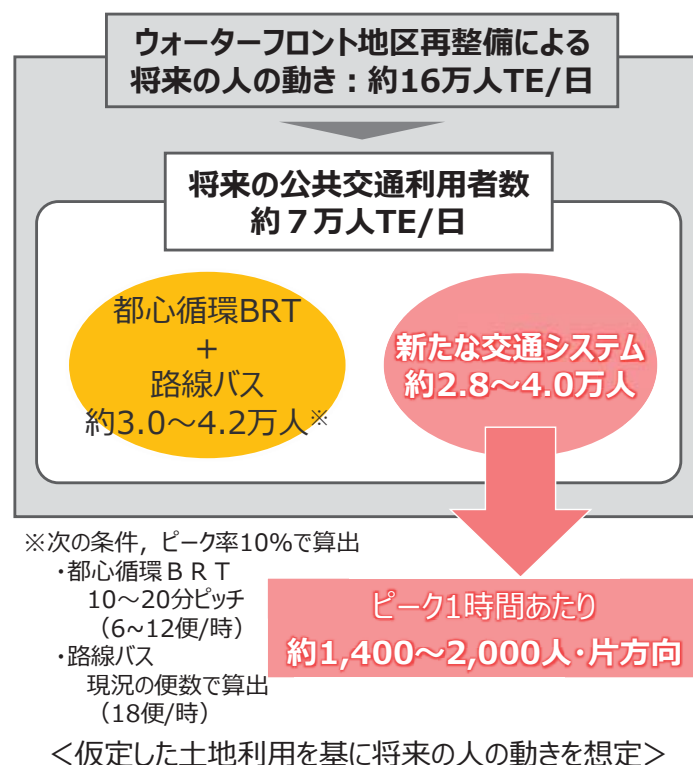 ウォーターフロント地区再整備による
将来の人の動き：約16万人TE/日
将来の公共交通利用者数
約７万人TE/日
都心循環BRT
＋
路線バス
約3.0～4.2万人※
新たな交通システム
約2.8～4.0万人
※次の条件，ピーク率10%で算出
・都心循環ＢＲＴ
10～20分ピッチ
（6~12便/時）
・路線バス
現況の便数で算出
（18便/時）
ピーク1時間あたり
約1,400～2,000人･片方向
＜仮定した土地利用を基に将来の人の動きを想定＞